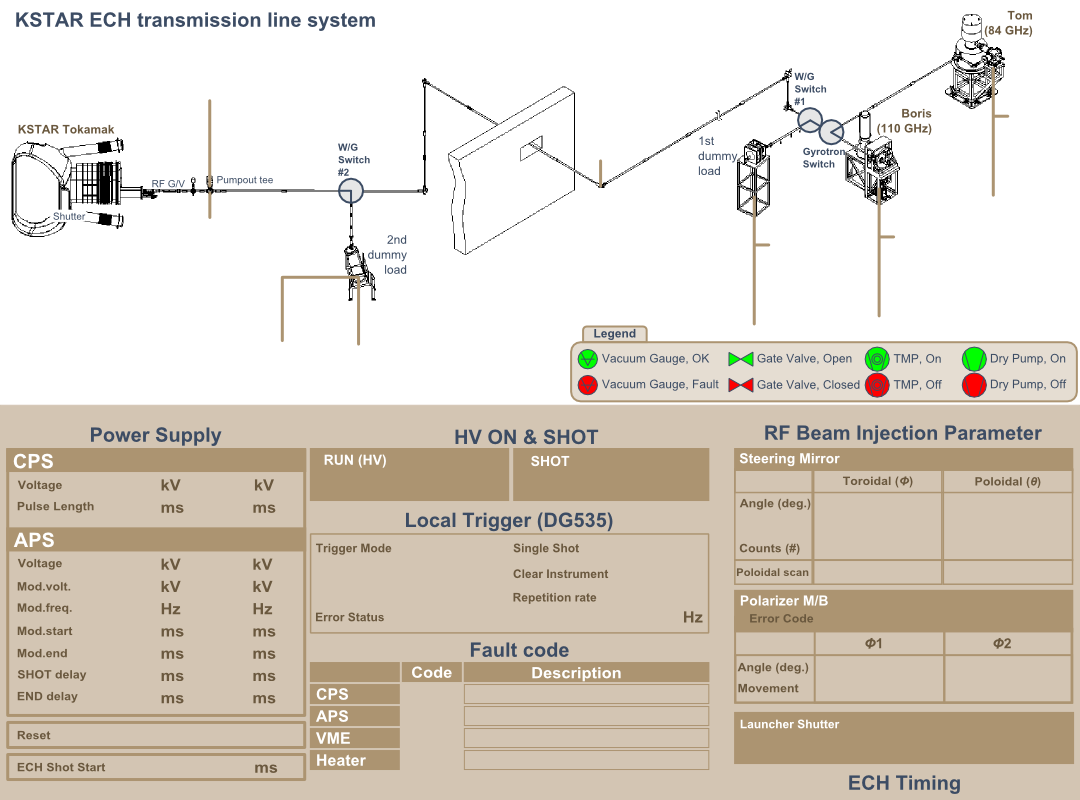 KSTAR ECH transmission line system
Tom
(84 GHz)
W/G
Switch
#1
Boris
(110 GHz)
KSTAR Tokamak
1st
dummy
load
Gyrotron
Switch
W/G
Switch
#2
RF G/V
Pumpout tee
Shutter
2nd
dummy
load
Legend
Vacuum Gauge, OK
Gate Valve, Open
TMP, On
Dry Pump, On
Vacuum Gauge, Fault
Gate Valve, Closed
TMP, Off
Dry Pump, Off
Power Supply
CPS
Voltage kV kV
Pulse Length ms ms
APS
Voltage kV kV
Mod.volt. kV kV
Mod.freq. Hz Hz
Mod.start ms ms
Mod.end ms ms
SHOT delay ms ms
END delay ms ms
Reset
ECH Shot Start ms
HV ON & SHOT
RUN (HV)
SHOT
Local Trigger (DG535)
Trigger Mode
Single Shot
Clear Instrument
Repetition rate
Error Status
Hz
Fault code
Code Description
CPS
APS
VME
Heater
RF Beam Injection Parameter
Steering Mirror
Toroidal (Φ) Poloidal (θ)
Angle (deg.)
Counts (#)
Poloidal scan
Polarizer M/B
Error Code
Φ1 Φ2
Angle (deg.)
Movement
Launcher Shutter
ECH Timing